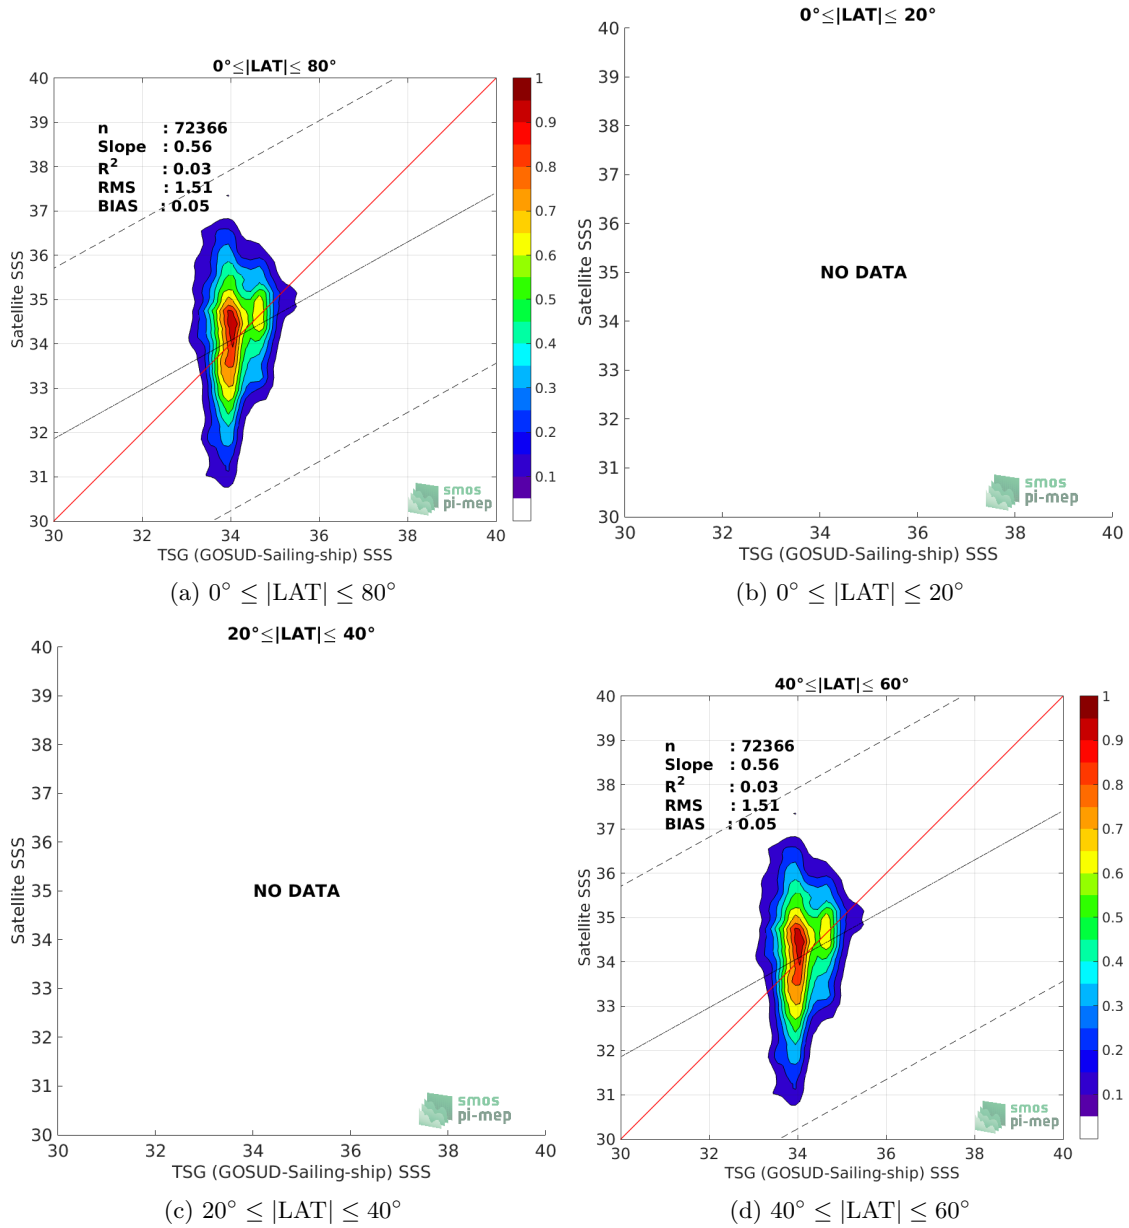 0°≤|LAT|≤ 80°
40
39
38
37
36
35
34
33
32
31
30
Satellite SSS
n : 72366
Slope : 0.56
R² : 0.03
RMS : 1.51
BIAS : 0.05
1
0.9
0.8
0.7
0.6
0.5
0.4
0.3
0.2
0.1
smos
pi-mep
30 32 34 36 38 40
TSG (GOSUD-Sailing-ship) SSS
(a) 0° ≤ |LAT| ≤ 80°
0°≤|LAT|≤ 20°
40
39
38
37
36
35
34
33
32
31
30
Satellite SSS
NO DATA
smos
pi-mep
30 32 34 36 38 40
TSG (GOSUD-Sailing-ship) SSS
(b) 0° ≤ |LAT| ≤ 20°
20°≤|LAT|≤ 40°
40
39
38
37
36
35
34
33
32
31
30
Satellite SSS
NO DATA
smos
pi-mep
30 32 34 36 38 40
TSG (GOSUD-Sailing-ship) SSS
(c) 20° ≤ |LAT| ≤ 40°
40°≤|LAT|≤ 60°
40
39
38
37
36
35
34
33
32
31
30
Satellite SSS
n : 72366
Slope : 0.56
R² : 0.03
RMS : 1.51
BIAS : 0.05
1
0.9
0.8
0.7
0.6
0.5
0.4
0.3
0.2
0.1
smos
pi-mep
30 32 34 36 38 40
TSG (GOSUD-Sailing-ship) SSS
(d) 40° ≤ |LAT| ≤ 60°